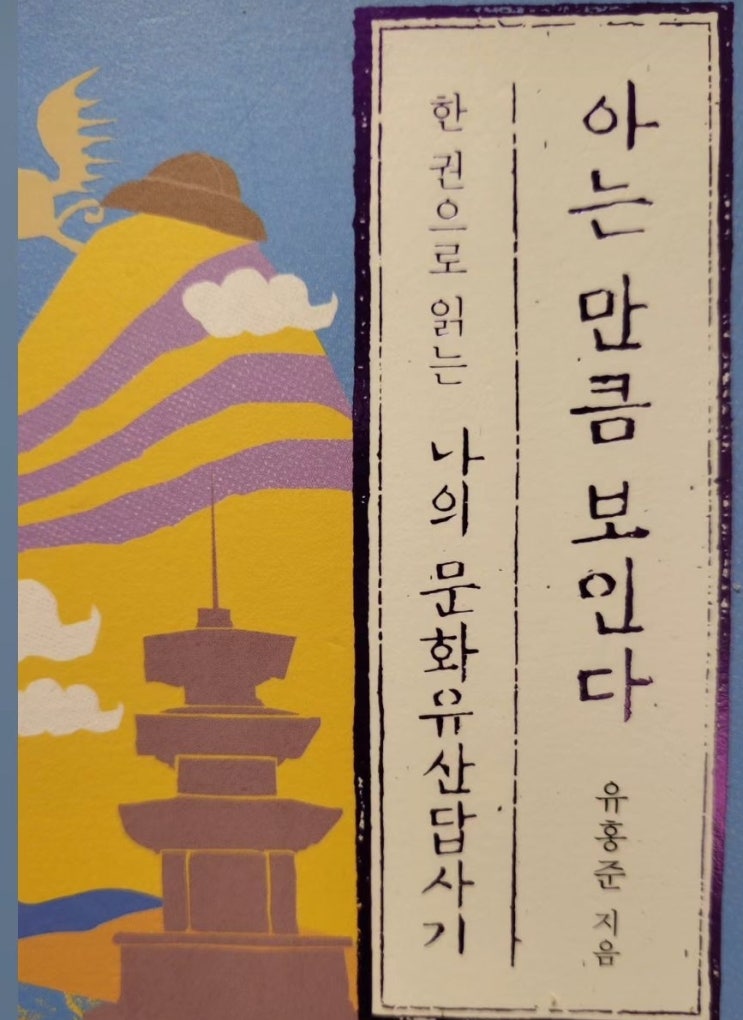 아는 만큼 보인다
유홍준 지음
한 권으로 읽는 나의 문화유산답사기